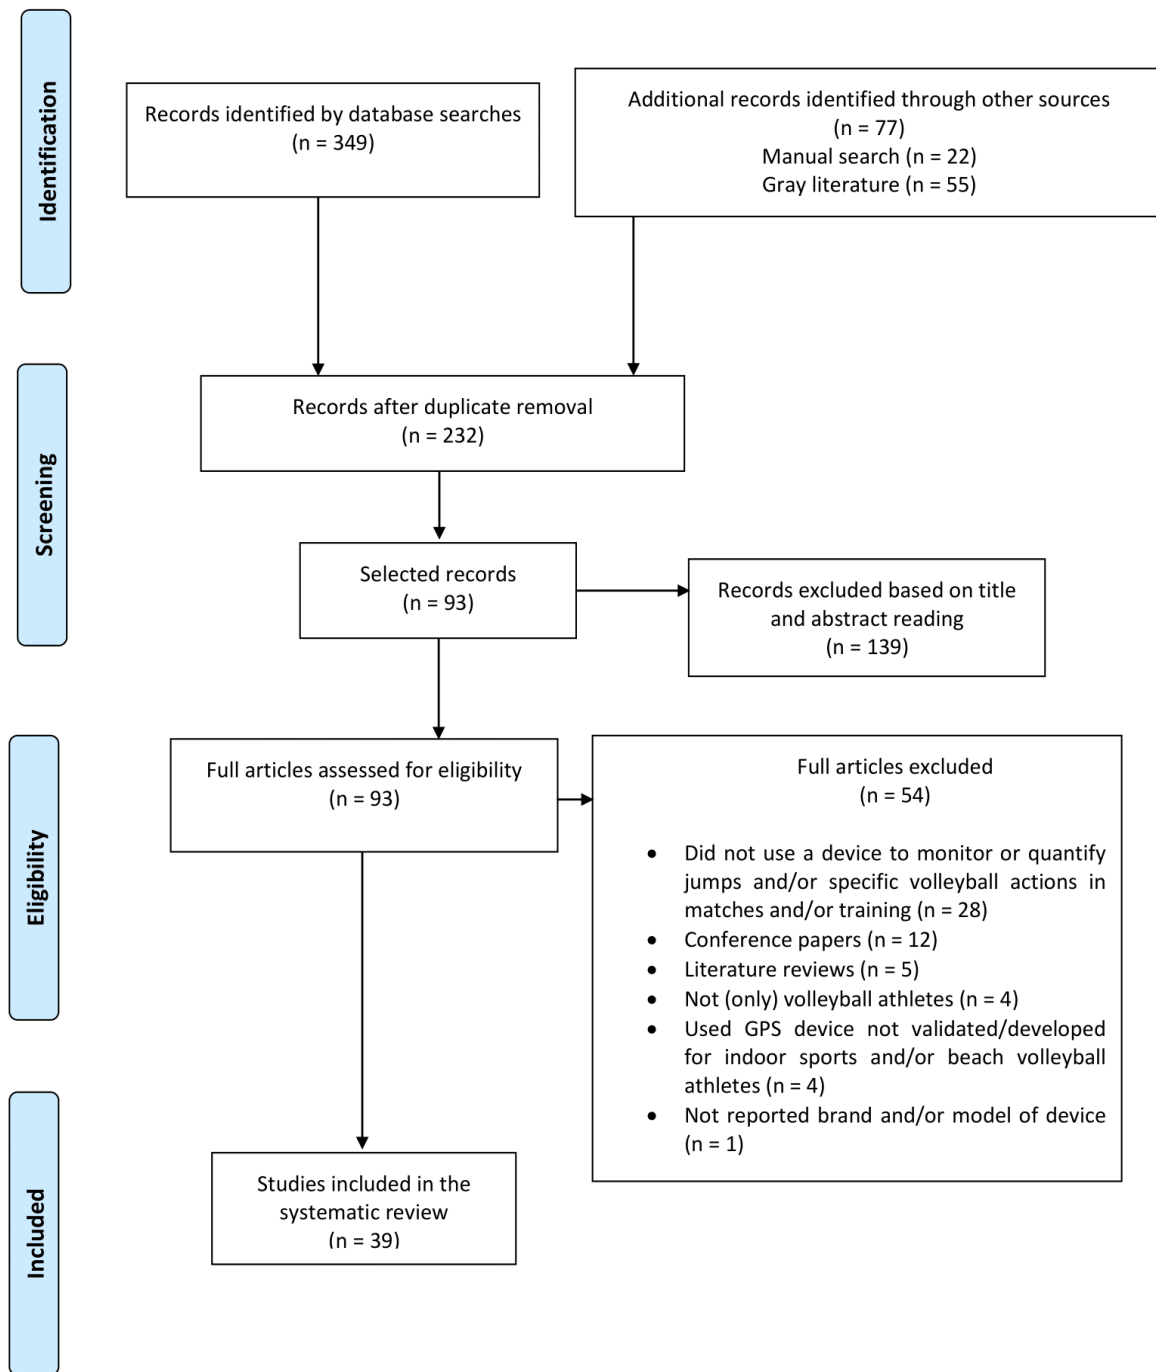 Identification
Records identified by database searches
(n = 349)
Additional records identified through other sources
(n = 77)
Manual search (n = 22)
Gray literature (n = 55)
Screening
Records after duplicate removal
(n = 232)
Selected records
(n = 93)
Records excluded based on title
and abstract reading
(n = 139)
Eligibility
Full articles assessed for eligibility
(n = 93)
Full articles excluded
(n = 54)
• Did not use a device to monitor or quantify
jumps and/or specific volleyball actions in
matches and/or training (n = 28)
• Conference papers (n = 12)
• Literature reviews (n = 5)
• Not (only) volleyball athletes (n = 4)
• Used GPS device not validated/developed
for indoor sports and/or beach volleyball
athletes (n = 4)
• Not reported brand and/or model of device
(n = 1)
Included
Studies included in the
systematic review
(n = 39)